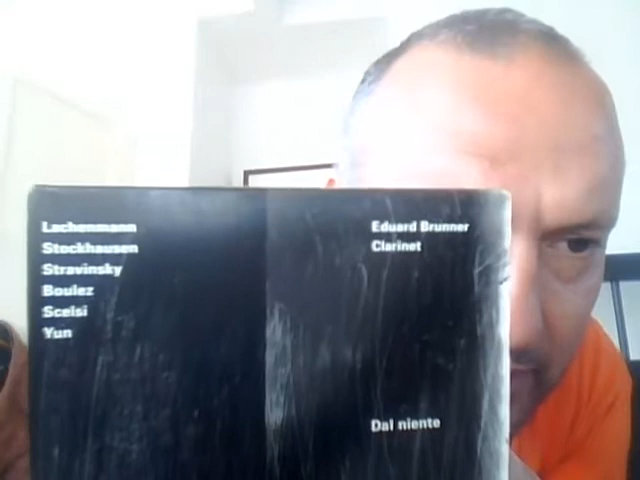 Lachenmann
Stockhausen
Stravinsky
Boulez
Scelsi
Yun
Eduard Brunner
Clarinet
Dal niente